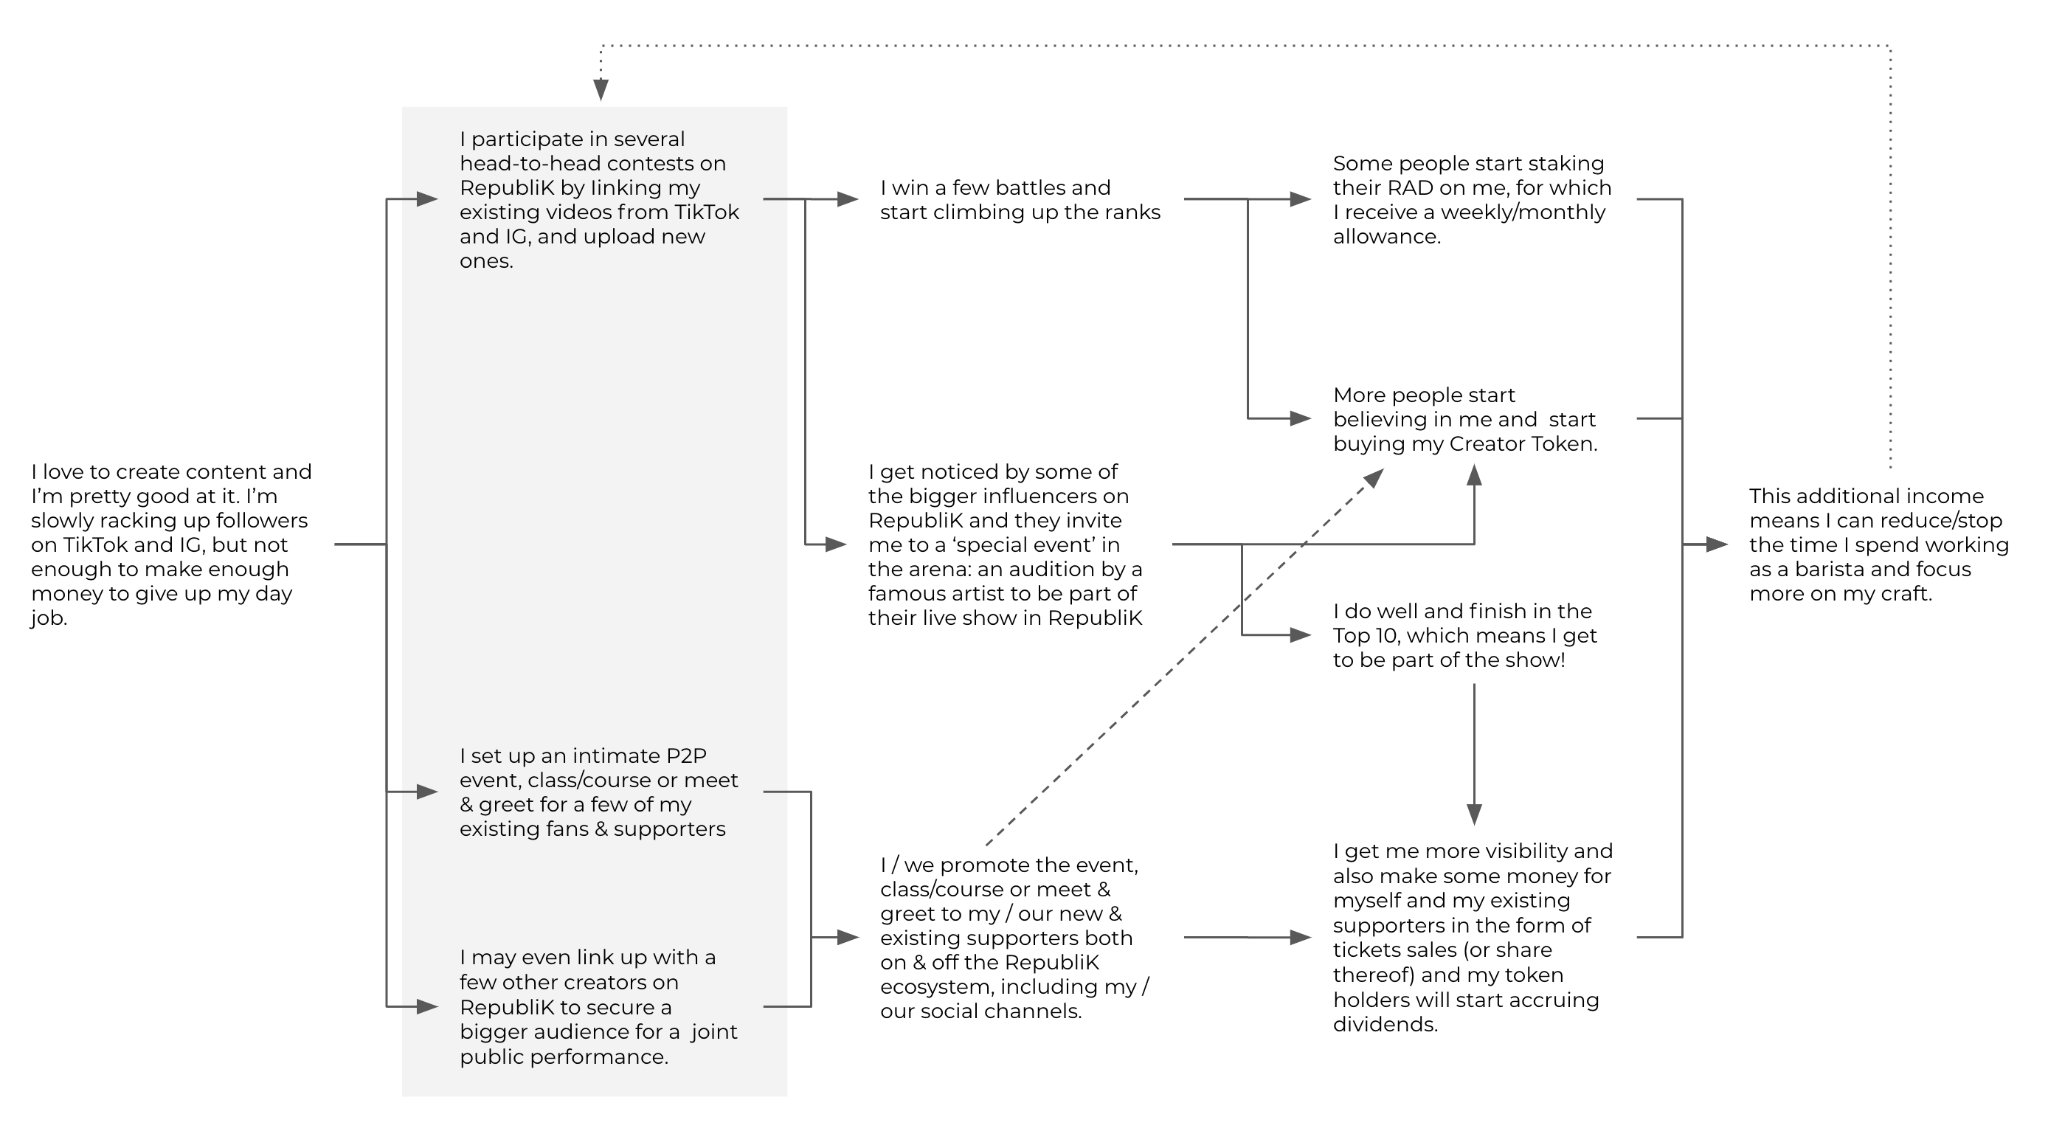 I love to create content and
I'm pretty good at it. I'm
slowly racking up followers
on TikTok and IG, but not
enough to make enough
money to give up my day
job.
I participate in several
head-to-head contests on
RepubliK by linking my
existing videos from TikTok
and IG, and upload new
ones.
I set up an intimate P2P
event, class/course or meet
& greet for a few of my
existing fans & supporters
I may even link up with a
few other creators on
RepubliK to secure a
bigger audience for a  joint
public performance.
I win a few battles and
start climbing up the ranks
I get noticed by some of
the bigger influencers on
RepubliK and they invite
me to a ‘special event’ in
the arena: an audition by a
famous artist to be part of
their live show in RepubliK
I / we promote the event,
class/course or meet &
greet to my / our new &
existing supporters both
on & off the RepubliK
ecosystem, including my /
our social channels.
Some people start staking
their RAD on me, for which
I receive a weekly/monthly
allowance.
More people start
believing in me and  start
buying my Creator Token.
I do well and finish in the
Top 10, which means I get
to be part of the show!
I get me more visibility and
also make some money for
myself and my existing
supporters in the form of
tickets sales (or share
thereof) and my token
holders will start accruing
dividends.
This additional income
means I can reduce/stop
the time I spend working
as a barista and focus
more on my craft.